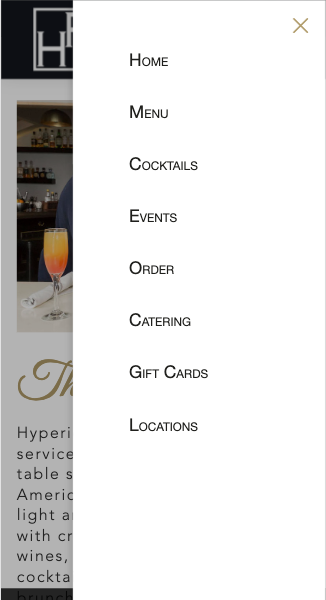 H
HOME
MENU
COCKTAILS
EVENTS
ORDER
CATERING
GIFT CARDS
LOCATIONS
Th
Hyperi
service
table s
Americ
light a
with cr
wines,
cockta
brunch